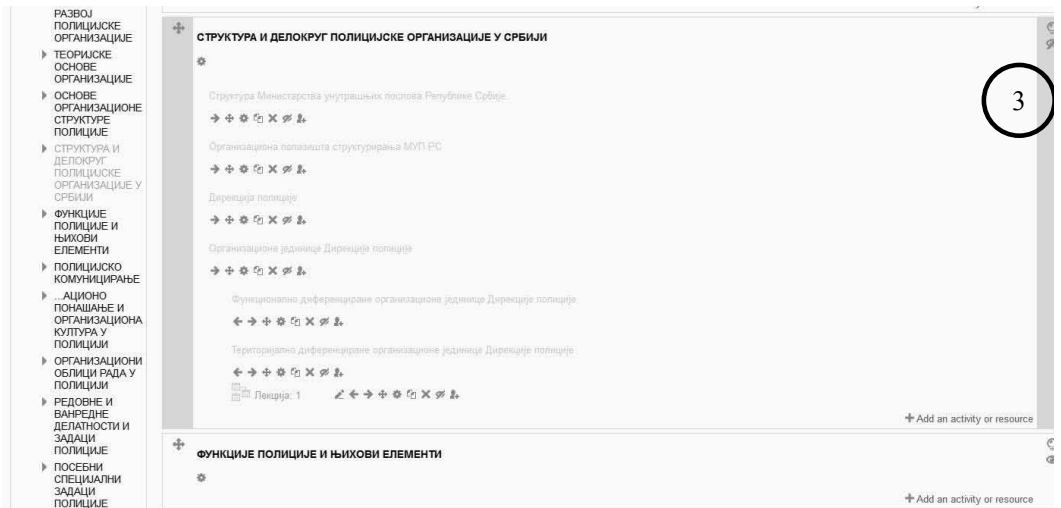 РАЗВОЈ
ПОЛИЦИЈСКЕ
ОРГАНИЗАЦИЈЕ
ТЕОРИЈСКЕ
ОСНОВЕ
ОРГАНИЗАЦИЈЕ
ОСНОВЕ
ОРГАНИЗАЦИОНЕ
СТРУКТУРЕ
ПОЛИЦИЈЕ
СТРУКТУРА И
ДЕЛОКРУГ
ПОЛИЦИЈСКЕ
ОРГАНИЗАЦИЈЕ У
СРБИЈИ
ФУНКЦИЈЕ
ПОЛИЦИЈЕ И
ЊИХОВИ
ЕЛЕМЕНТИ
ПОЛИЦИЈСКО
КОМУНИЦИРАЊЕ
...АЦИОНО
ПОНАШАЊЕ И
ОРГАНИЗАЦИОНА
КУЛТУРА У
ПОЛИЦИЈИ
ОРГАНИЗАЦИОНИ
ОБЛИЦИ РАДА У
ПОЛИЦИЈИ
РЕДОВНЕ И
ВАНРЕДНЕ
ДЕЛАТНОСТИ И
ЗАДАЦИ
ПОЛИЦИЈЕ
ПОСЕБНИ
СПЕЦИЈАЛНИ
ЗАДАЦИ
ПОЛИЦИЈЕ
СТРУКТУРА И ДЕЛОКРУГ ПОЛИЦИЈСКЕ ОРГАНИЗАЦИЈЕ У СРБИЈИ
3
Структура Министарства унутрашњих послова Републике Србије
Организациона полазишта структурирања МУП РС
Дирекција полиције
Организационе јединице Дирекције полиције
Функционално диференциране организационе јединице Дирекције полиције
Територијално диференциране организационе јединице Дирекције полиције
Лекција: 1
Add an activity or resource
ФУНКЦИЈЕ ПОЛИЦИЈЕ И ЊИХОВИ ЕЛЕМЕНТИ
Add an activity or resource